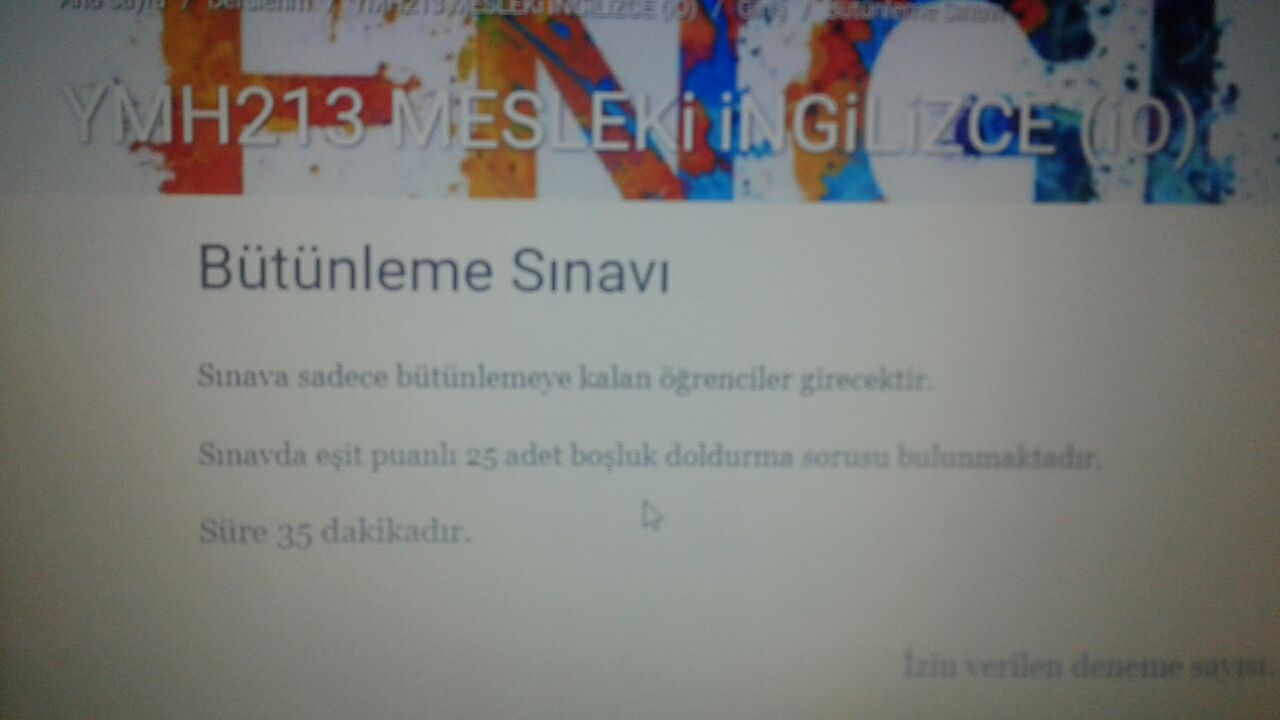 Ana Sayfa / Derslerim / YMH213 MESLEKİ İNGİLİZCE (İÖ) / / Bütünleme Sınavı
YMH213 MESLEKİ İNGİLİZCE (İÖ)
Bütünleme Sınavı
Sınava sadece bütünlemeye kalan öğrenciler girecektir.
Sınavda eşit puanlı 25 adet boşluk doldurma sorusu bulunmaktadır.
Süre 35 dakikadır.
İzin verilen deneme sayısı: